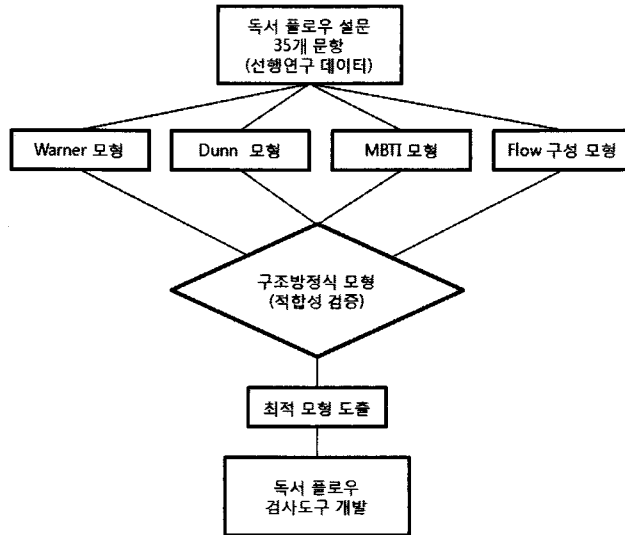 독서 플로우 설문
35개 문항
(선행연구 데이터)
Warner 모형
Dunn 모형
MBTI 모형
Flow 구성 모형
구조방정식 모형
(적합성 검증)
최적 모형 도출
독서 플로우
검사도구 개발